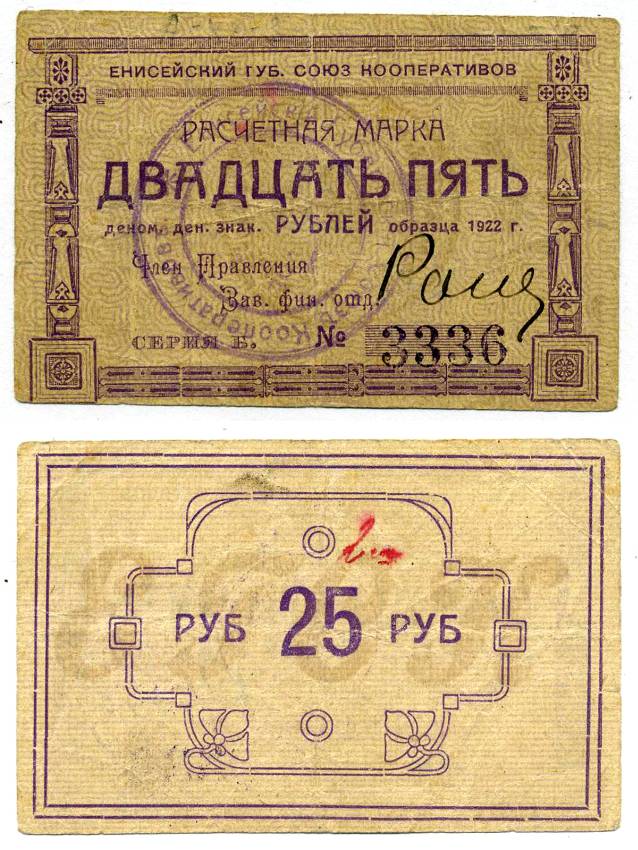 ЕНИСЕЙСКИЙ ГУБ. СОЮЗ КООПЕРАТИВОВ
РАСЧЕТНАЯ МАРКА
ДВАДЦАТЬ ПЯТЬ
деном. ден. знак. РУБЛЕЙ образца 1922 г.
Член Правления
Зав. фин. отд.
СЕРИЯ Б. № 3336
Кооператив
РУБ 25 РУБ